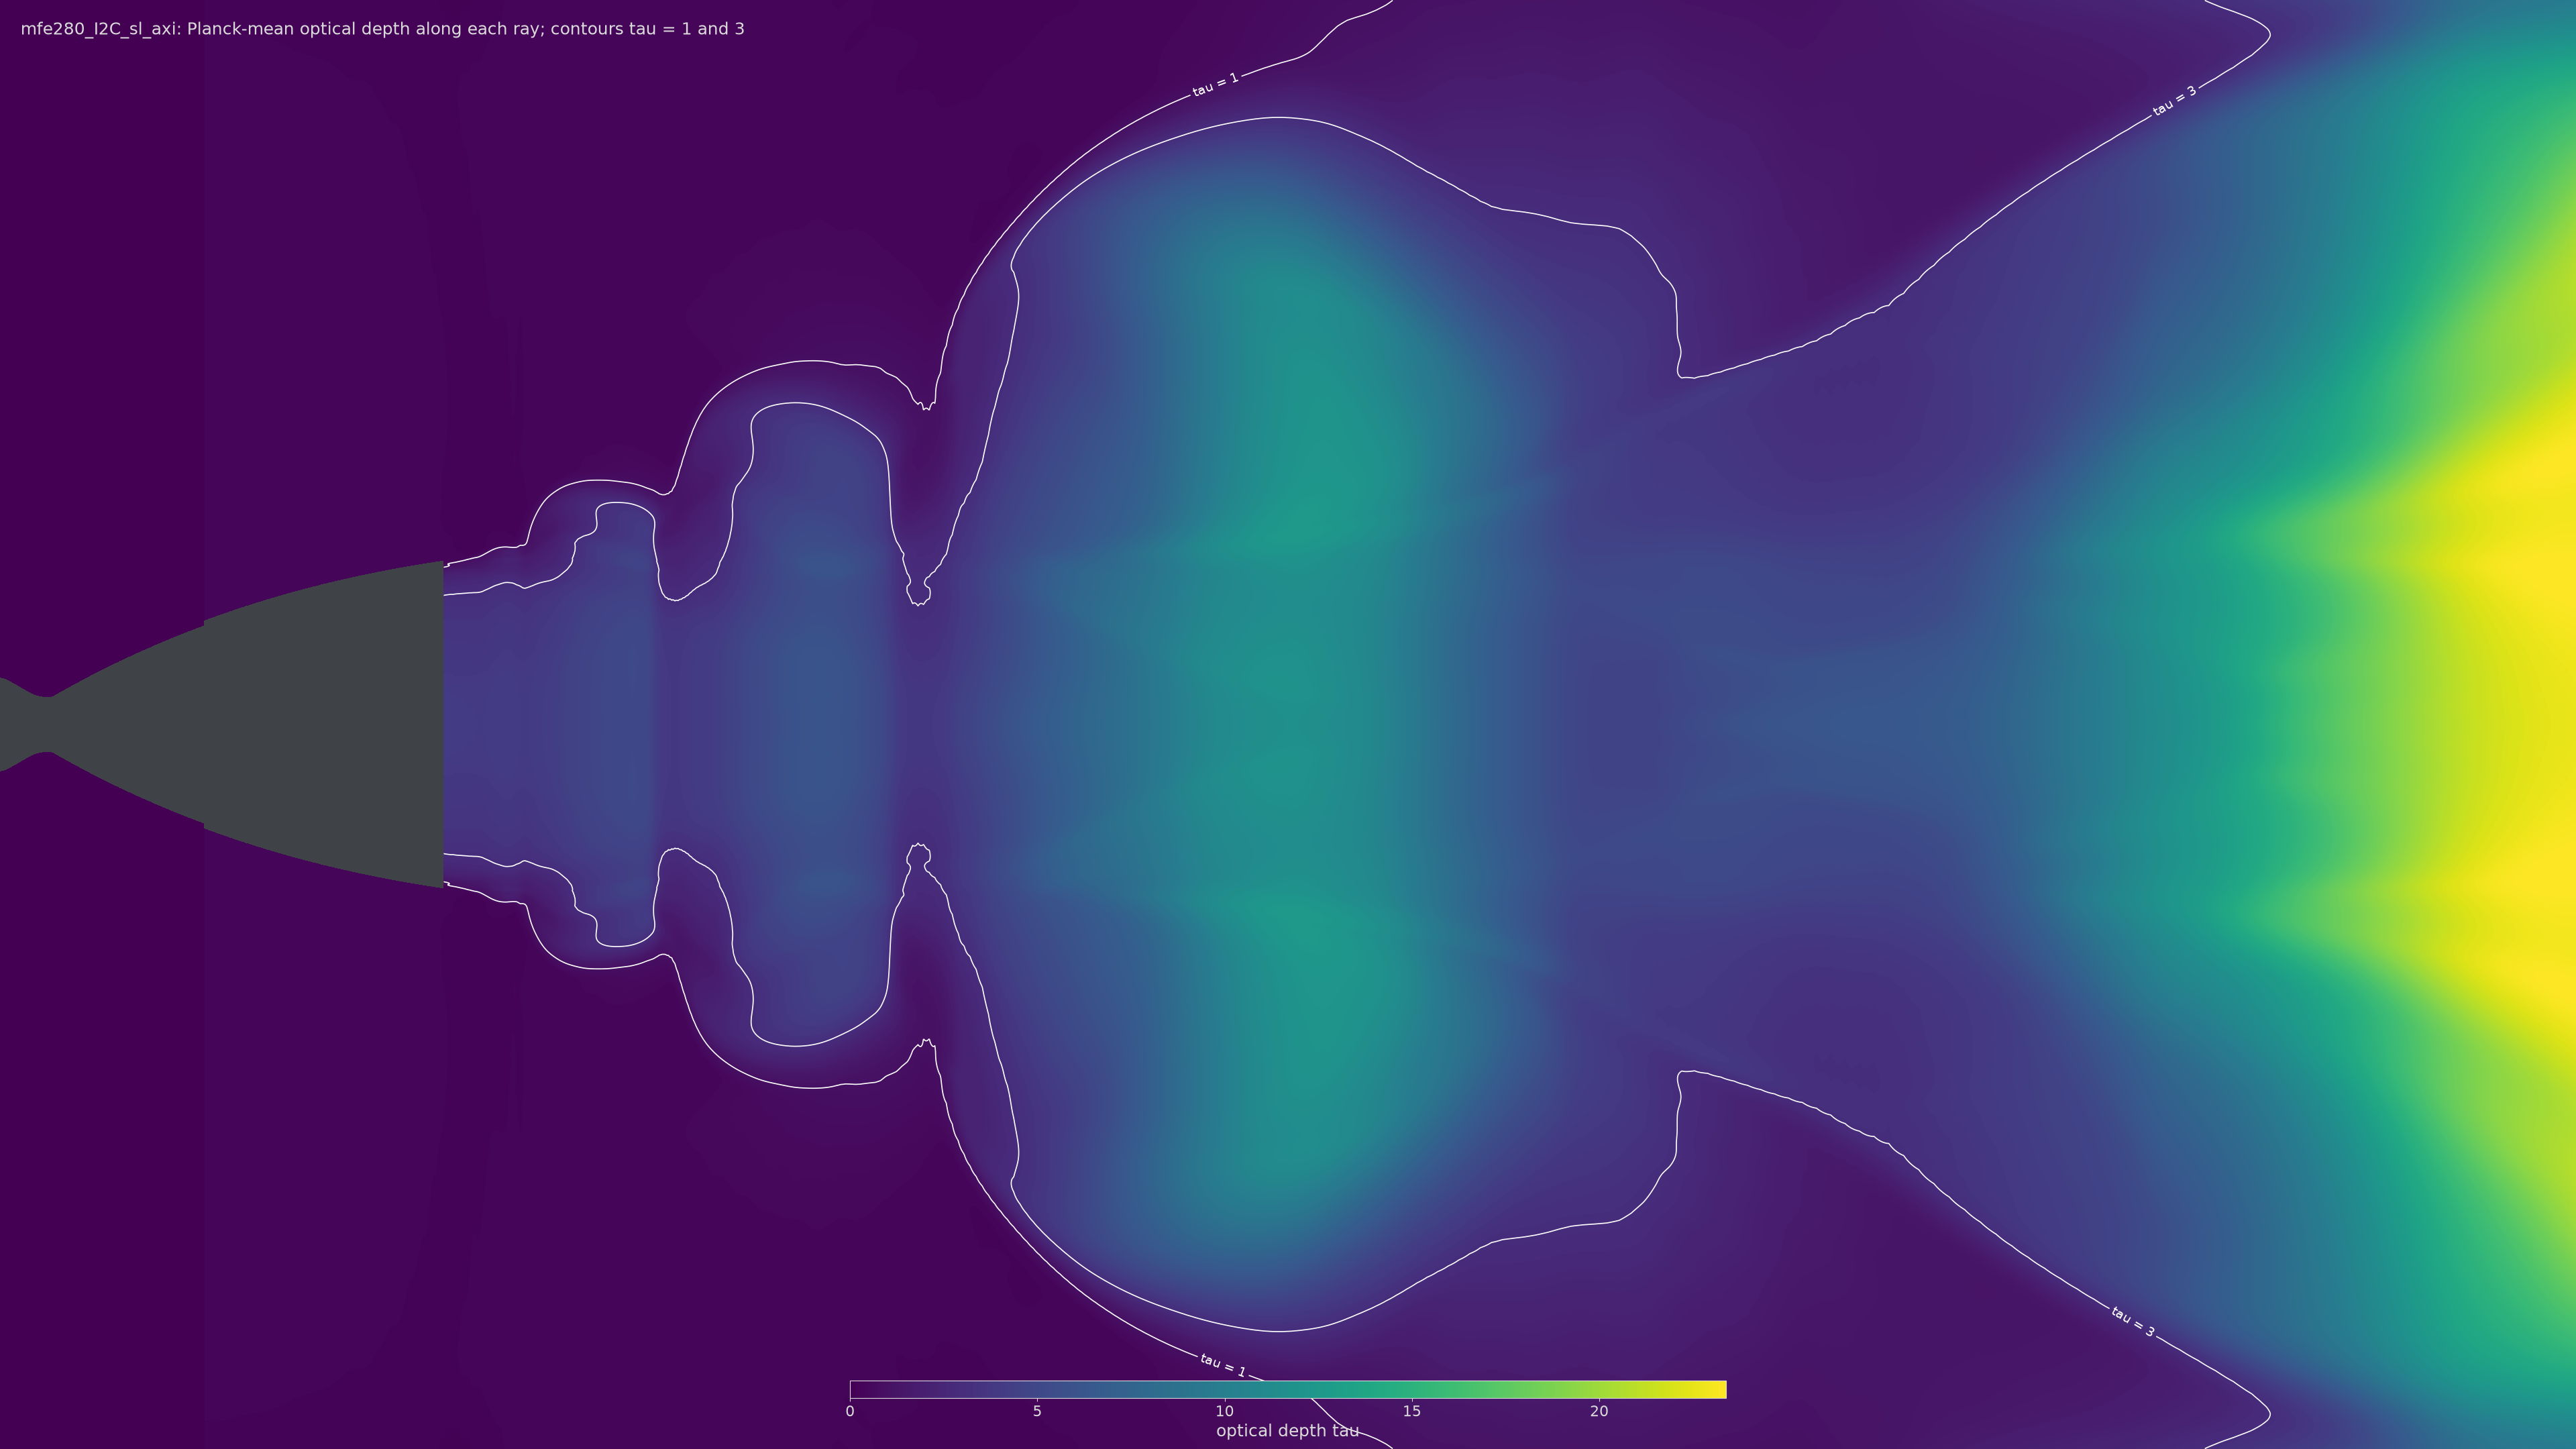 mfe280_I2C_sl_axi: Planck-mean optical depth along each ray; contours tau = 1 and 3
tau = 1
tau = 3
tau = 3
tau = 1
0 5 10 15 20
optical depth tau